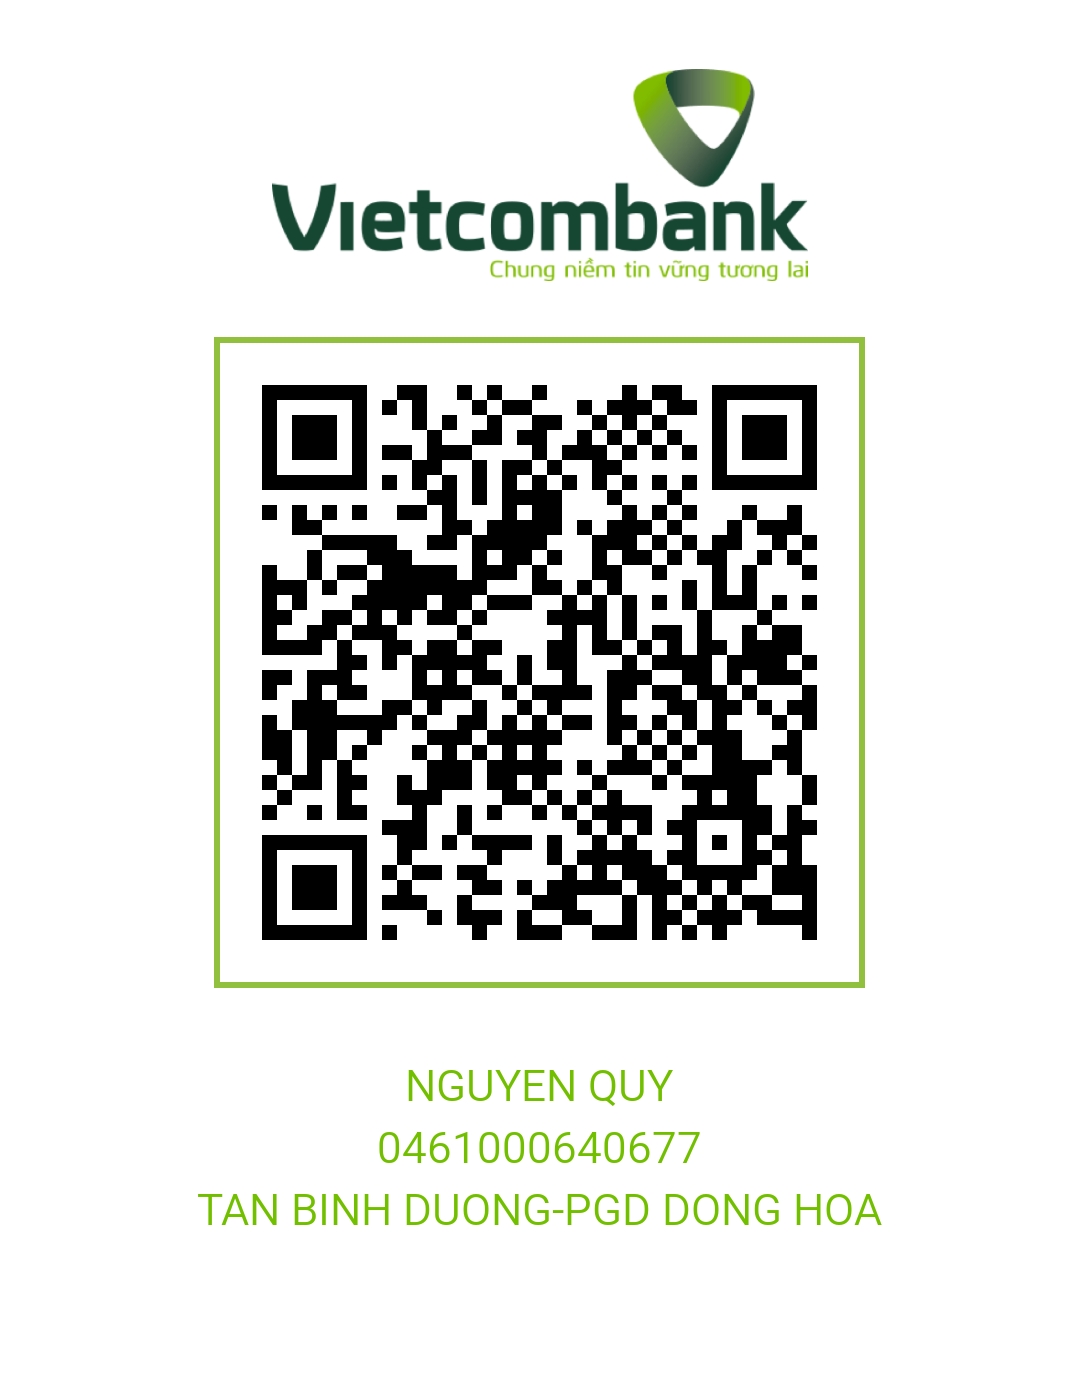 Vietcombank
Chung niềm tin vững tương lai
NGUYEN QUY
0461000640677
TAN BINH DUONG-PGD DONG HOA